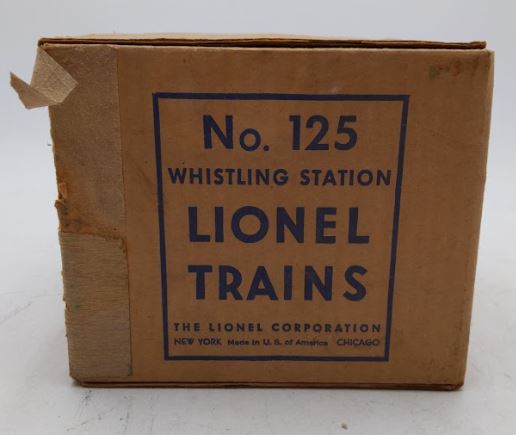 No. 125
WHISTLING STATION
LIONEL
TRAINS
THE LIONEL CORPORATION
NEW YORK Made in U. S. of America CHICAGO